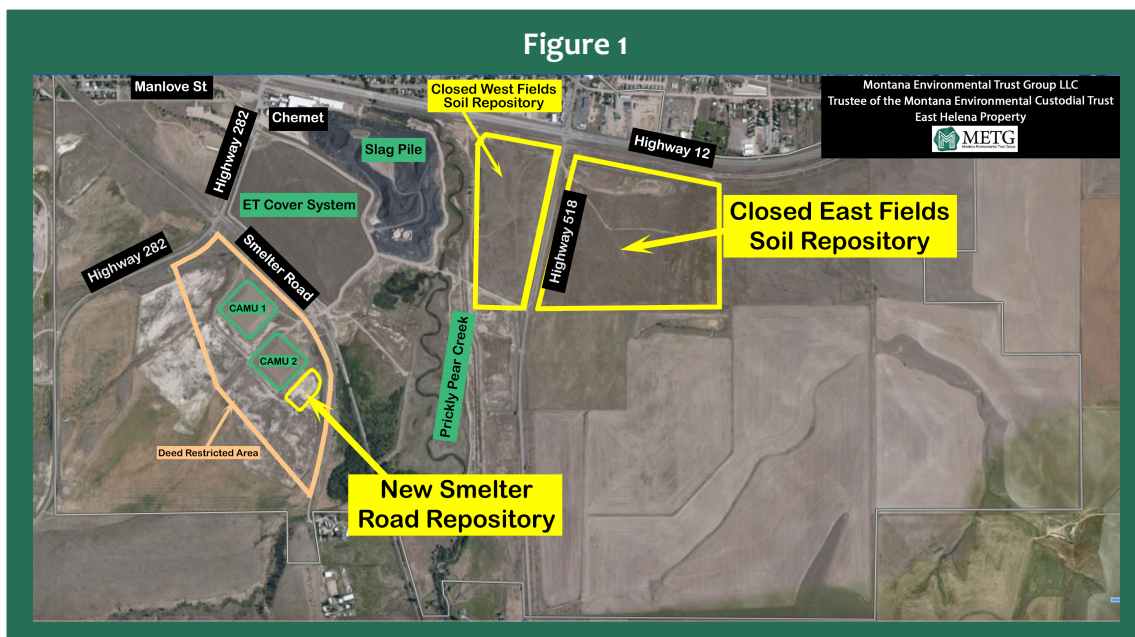 Figure 1
Manlove St
Highway 282
Chemet
Slag Pile
Closed West Fields
Soil Repository
Highway 12
Montana Environmental Trust Group LLC
Trustee of the Montana Environmental Custodial Trust
East Helena Property
METG
Montana Environmental Trust Group
ET Cover System
Highway 282
Smelter Road
Highway 518
Closed East Fields
Soil Repository
CAMU 1
CAMU 2
Prickly Pear Creek
Deed Restricted Area
New Smelter
Road Repository